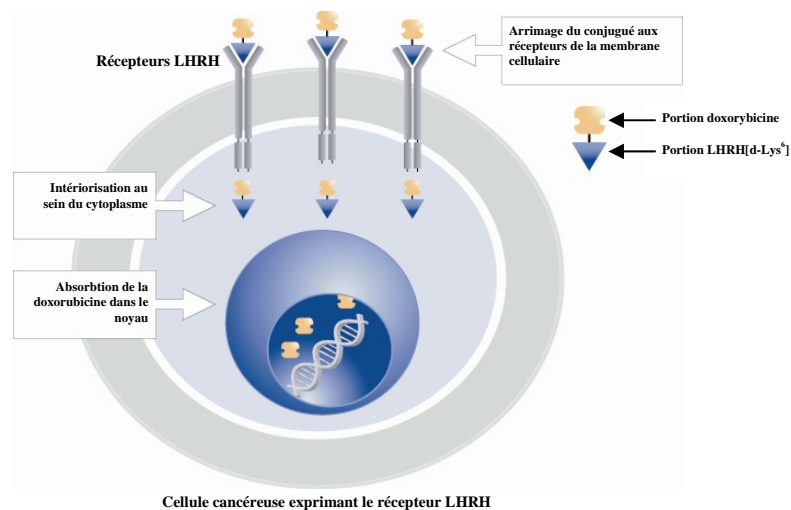 Récepteurs LHRH
Arrimage du conjugué aux
récepteurs de la membrane
cellulaire
Portion doxorybicine
Portion LHRH[d-Lys⁶]
Intériorisation au
sein du cytoplasme
Absorbtion de la
doxorubicine dans le
noyau
Cellule cancéreuse exprimant le récepteur LHRH